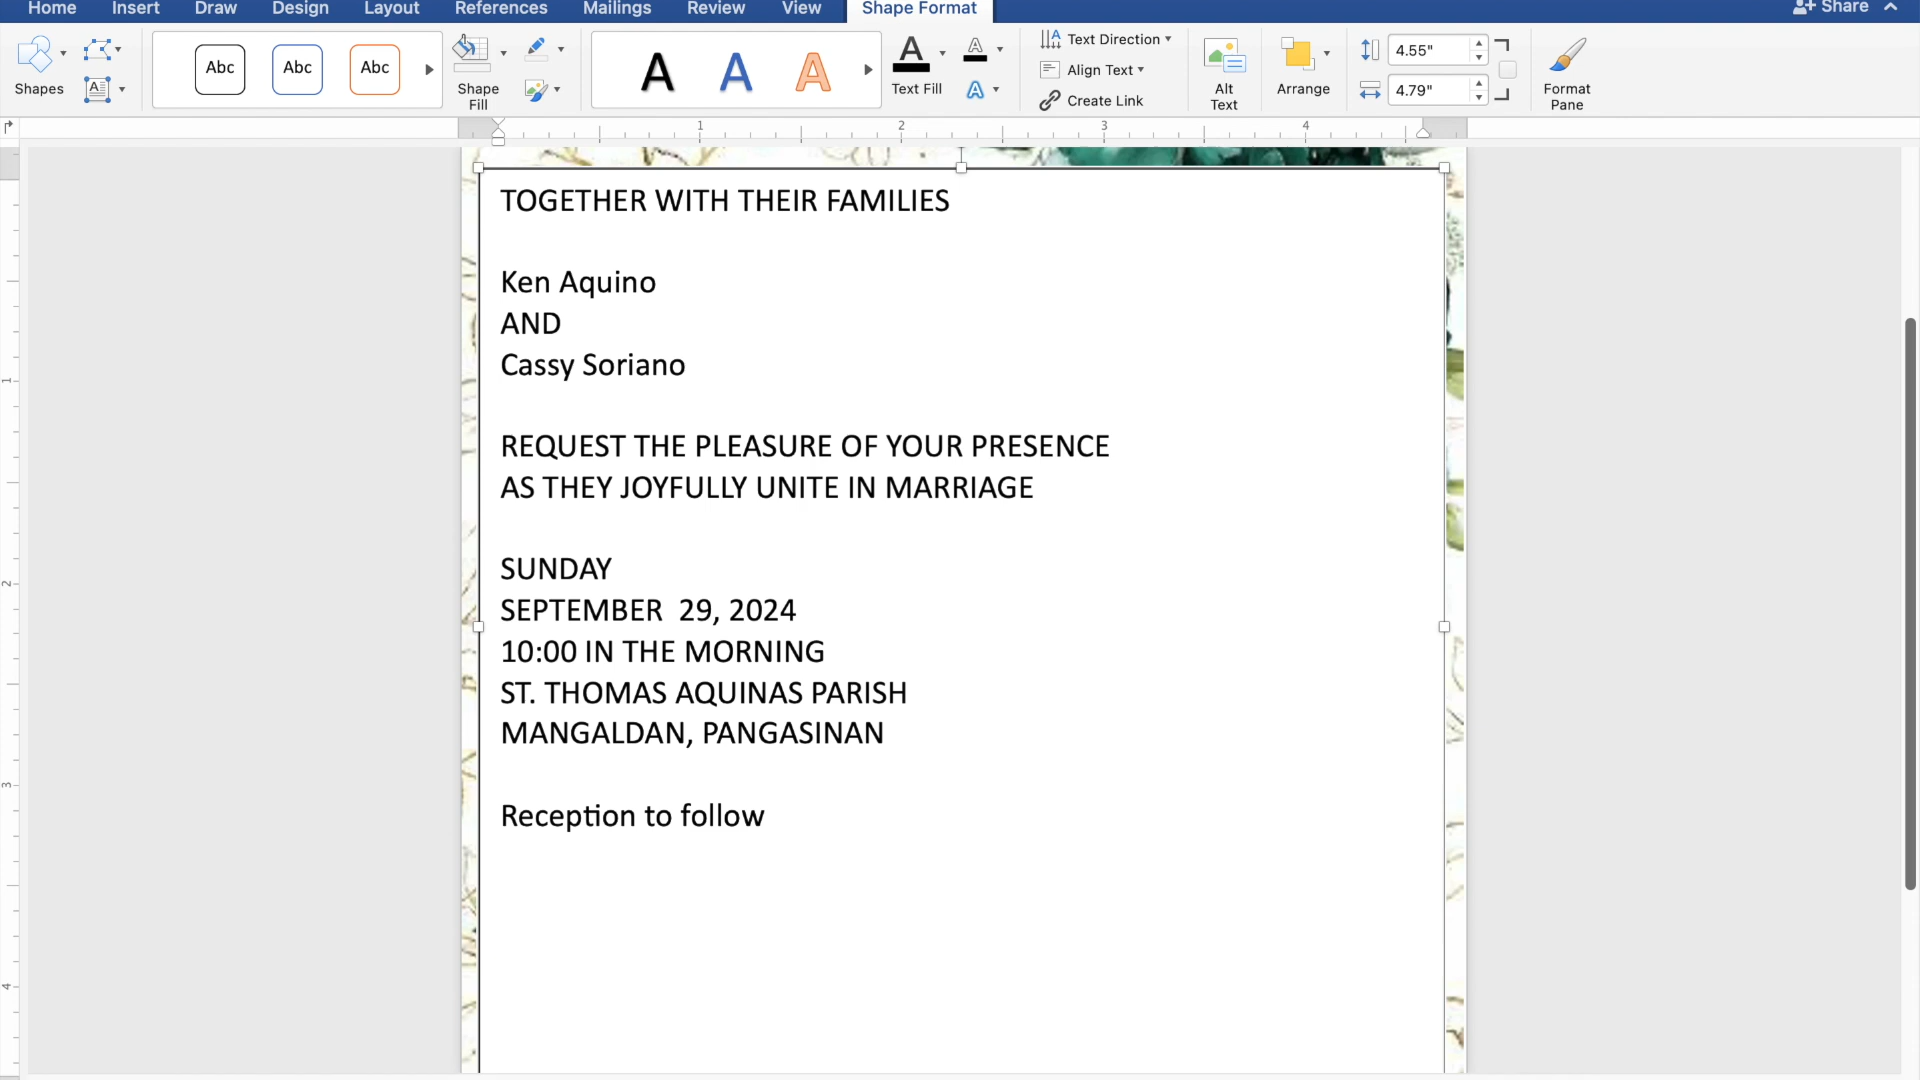 Home Insert Draw Design Layout References Mailings Review View Shape Format Share
Shapes
Abc Abc Abc
Shape Fill
A A A
A
Text Fill
A
A
Text Direction
Align Text
Create Link
Alt Text
Arrange
4.55"
4.79"
Format Pane
1 2 3 4
TOGETHER WITH THEIR FAMILIES
Ken Aquino
AND
Cassy Soriano
REQUEST THE PLEASURE OF YOUR PRESENCE
AS THEY JOYFULLY UNITE IN MARRIAGE
SUNDAY
SEPTEMBER  29, 2024
10:00 IN THE MORNING
ST. THOMAS AQUINAS PARISH
MANGALDAN, PANGASINAN
Reception to follow
1
2
3
4